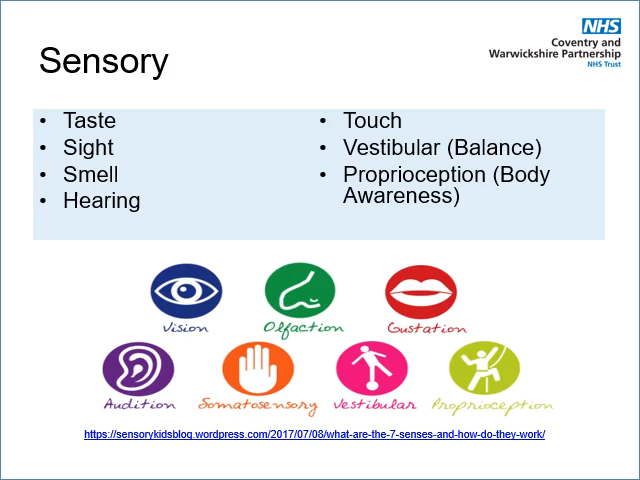 NHS
Coventry and
Warwickshire Partnership
NHS Trust
Sensory
• Taste
• Sight
• Smell
• Hearing
• Touch
• Vestibular (Balance)
• Proprioception (Body
Awareness)
Vision
Olfaction
Gustation
Audition
Somatosensory
Vestibular
Proprioception
https://sensorykidsblog.wordpress.com/2017/07/08/what-are-the-7-senses-and-how-do-they-work/